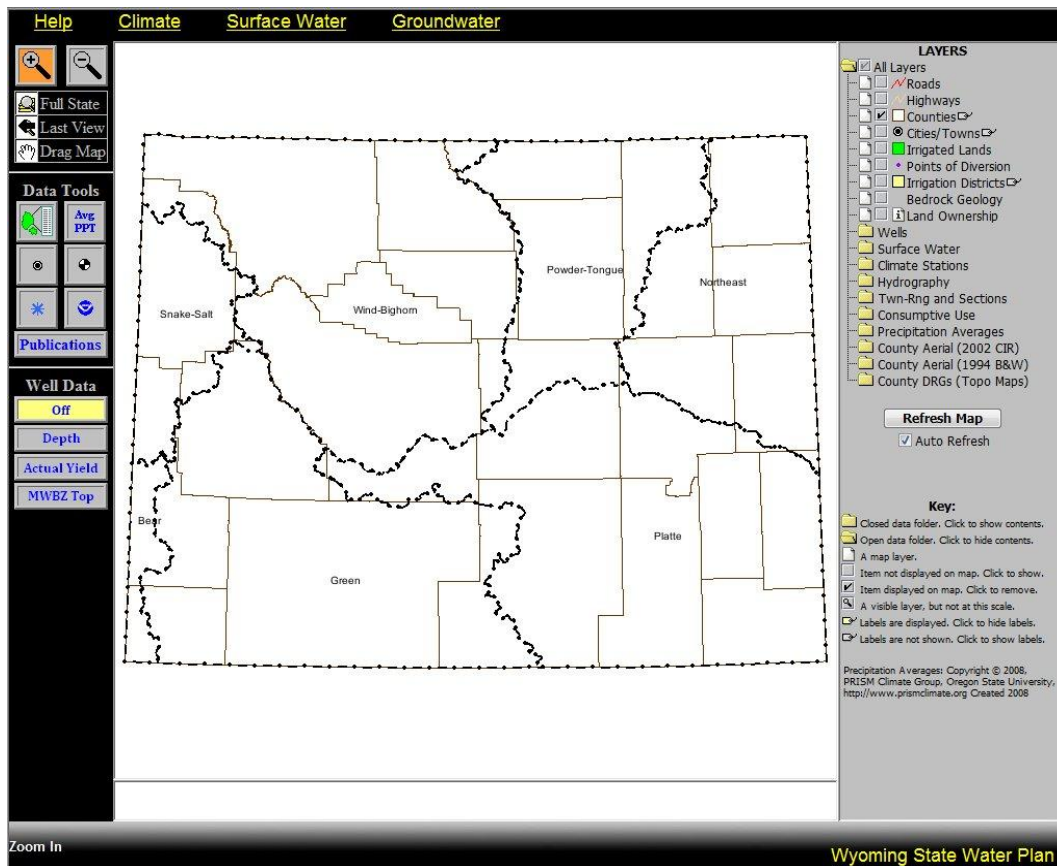 Help Climate Surface Water Groundwater
Full State
Last View
Drag Map
Data Tools
Avg
PPT
Publications
Well Data
Off
Depth
Actual Yield
MWBZ Top
Powder-Tongue
Northeast
Snake-Salt
Wind-Bighorn
Bear
Platte
Green
LAYERS
All Layers
Roads
Highways
Counties
Cities/Towns
Irrigated Lands
Points of Diversion
Irrigation Districts
Bedrock Geology
Land Ownership
Wells
Surface Water
Climate Stations
Hydrography
Twn-Rng and Sections
Consumptive Use
Precipitation Averages
County Aerial (2002 CIR)
County Aerial (1994 B&W)
County DRGs (Topo Maps)
Refresh Map
Auto Refresh
Key:
Closed data folder. Click to show contents.
Open data folder. Click to hide contents.
A map layer.
Item not displayed on map. Click to show.
Item displayed on map. Click to remove.
A visible layer, but not at this scale.
Labels are displayed. Click to hide labels.
Labels are not shown. Click to show labels.
Precipitation Averages: Copyright © 2008,
PRISM Climate Group, Oregon State University,
http://www.prismclimate.org Created 2008
Zoom In
Wyoming State Water Plan